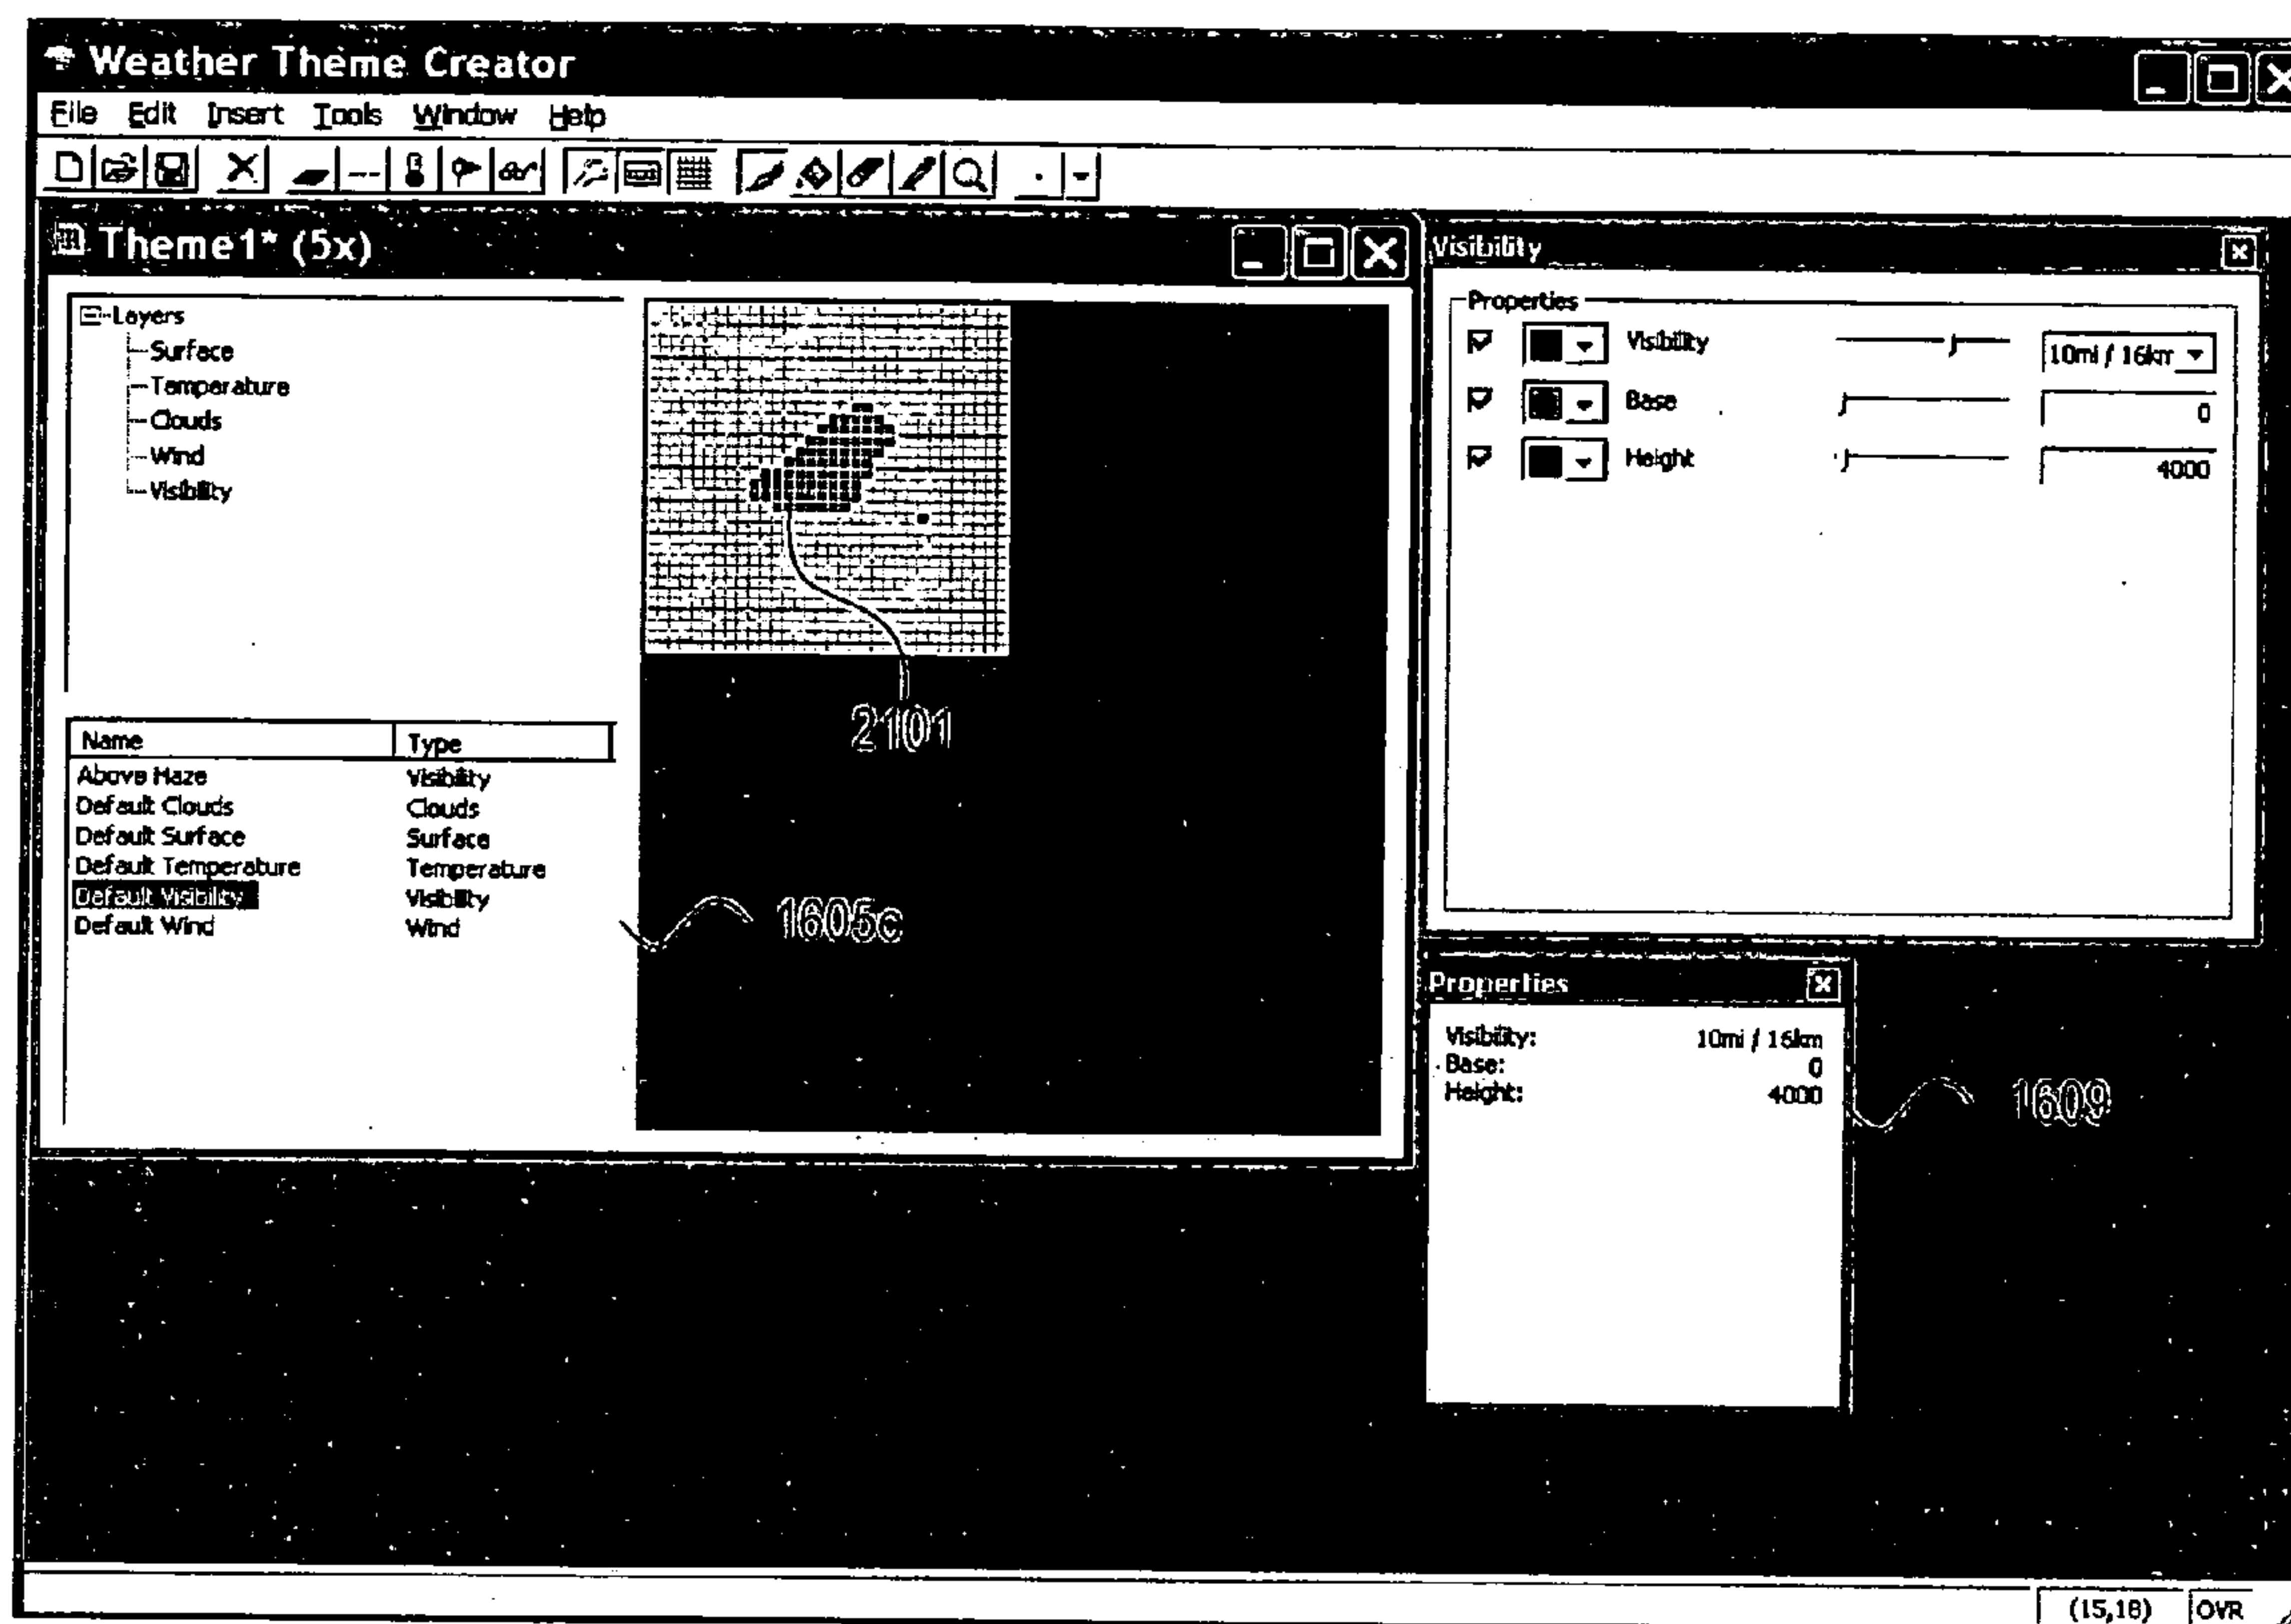 Weather Theme Creator
File Edit Insert Tools Window Help
Theme1* (5x)
Layers
Surface
Temperature
Clouds
Wind
Visibility
2101
Name Type
Above Haze Visibility
Default Clouds Clouds
Default Surface Surface
Default Temperature Temperature
Default Visibility Visibility
Default Wind Wind
1605c
Visibility
Properties
Visibility 10mi / 16km
Base 0
Height 4000
Properties
Visibility: 10mi / 16km
Base: 0
Height: 4000
1609
(15,18) OVR